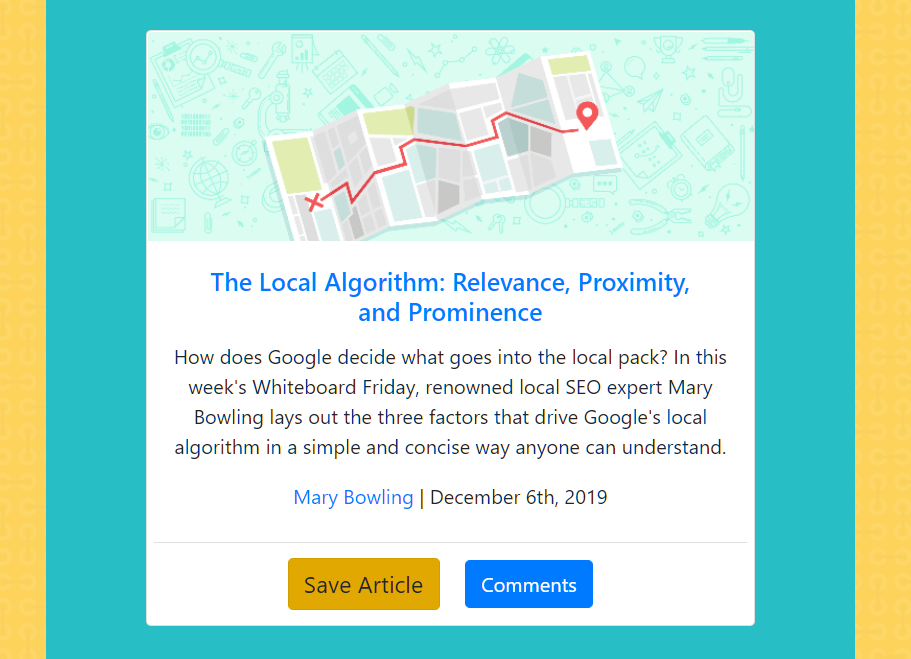 The Local Algorithm: Relevance, Proximity,
and Prominence
How does Google decide what goes into the local pack? In this
week's Whiteboard Friday, renowned local SEO expert Mary
Bowling lays out the three factors that drive Google's local
algorithm in a simple and concise way anyone can understand.
Mary Bowling | December 6th, 2019
Save Article
Comments